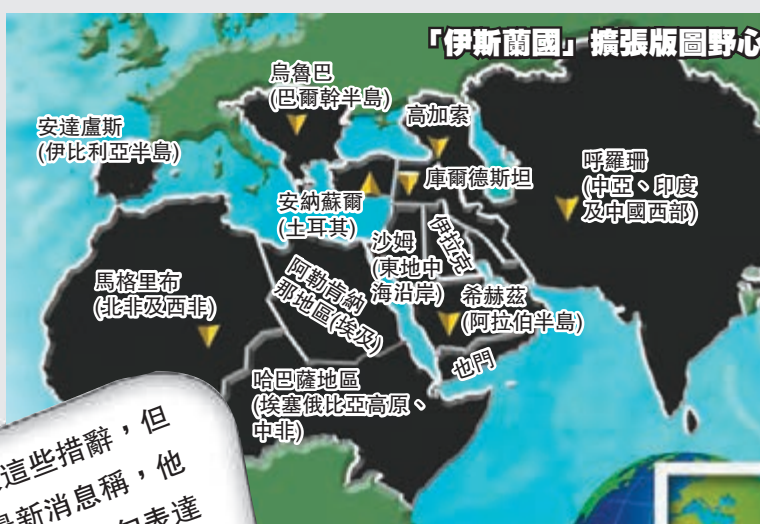 「伊斯蘭國」擴張版圖野心
烏魯巴
(巴爾幹半島)
高加索
安達盧斯
(伊比利亞半島)
呼羅珊
(中亞、印度
及中國西部)
庫爾德斯坦
安納蘇爾
(土耳其)
沙姆
(東地中
海沿岸)
伊拉克
馬格里布
(北非及西非)
阿勒肯納
那地區(埃及)
希赫茲
(阿拉伯半島)
也門
哈巴薩地區
(埃塞俄比亞高原、
中非)
這些措辭，但
最新消息稱，他
表達